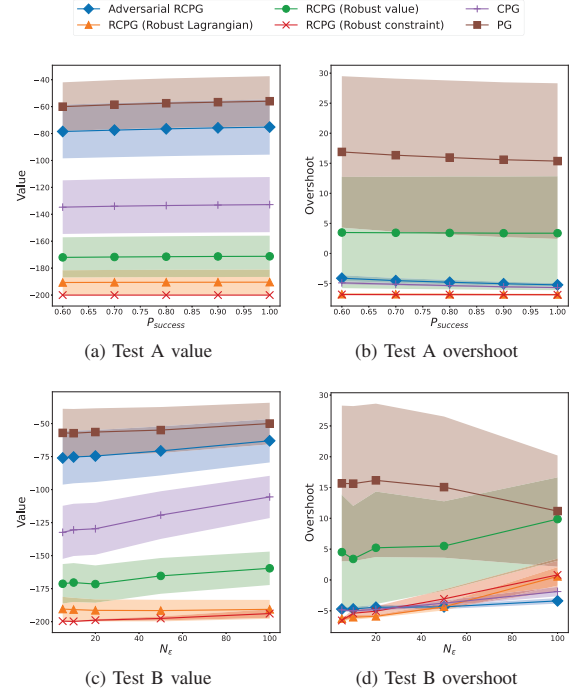 Adversarial RCPG RCPG (Robust value) CPG
RCPG (Robust Lagrangian) RCPG (Robust constraint) PG
Value
−40
−60
−80
−100
−120
−140
−160
−180
−200
0.60 0.65 0.70 0.75 0.80 0.85 0.90 0.95 1.00
P_success
(a) Test A value
Overshoot
30
25
20
15
10
5
0
−5
0.60 0.65 0.70 0.75 0.80 0.85 0.90 0.95 1.00
P_success
(b) Test A overshoot
Value
−50
−75
−100
−125
−150
−175
−200
20 40 60 80 100
N_ε
(c) Test B value
Overshoot
30
25
20
15
10
5
0
−5
20 40 60 80 100
N_ε
(d) Test B overshoot